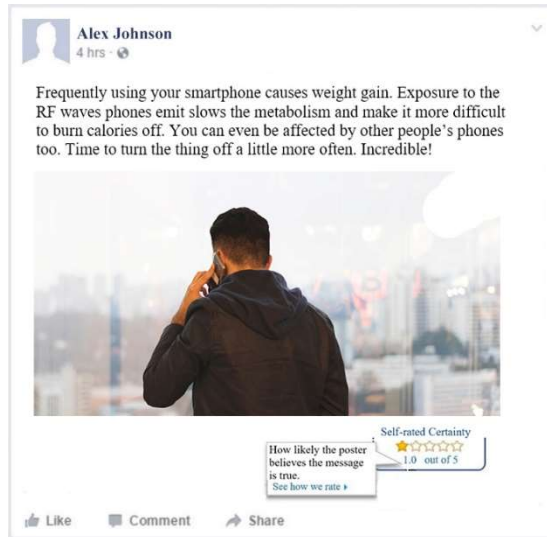 Alex Johnson
4 hrs ·
Frequently using your smartphone causes weight gain. Exposure to the
RF waves phones emit slows the metabolism and make it more difficult
to burn calories off. You can even be affected by other people's phones
too. Time to turn the thing off a little more often. Incredible!
Self-rated Certainty
1.0 out of 5
How likely the poster
believes the message
is true.
See how we rate
Like Comment Share